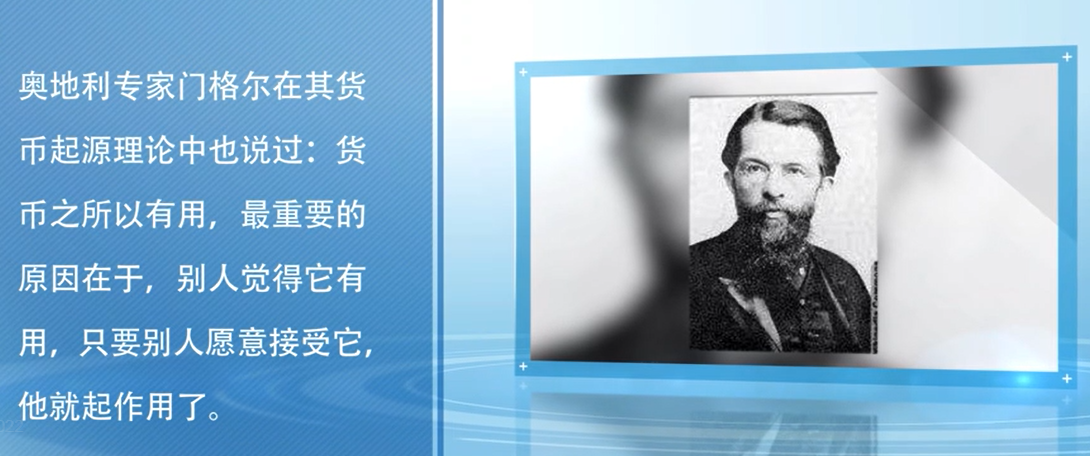 奥地利专家门格尔在其货
币起源理论中也说过：货
币之所以有用，最重要的
原因在于，别人觉得它有
用，只要别人愿意接受它，
他就起作用了。